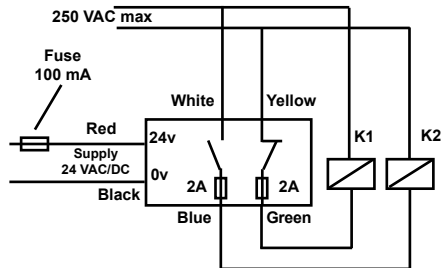 250 VAC max
Fuse
100 mA
White
Yellow
Red
24v
K1
K2
Supply
24 VAC/DC
0v
Black
2A
2A
Blue
Green